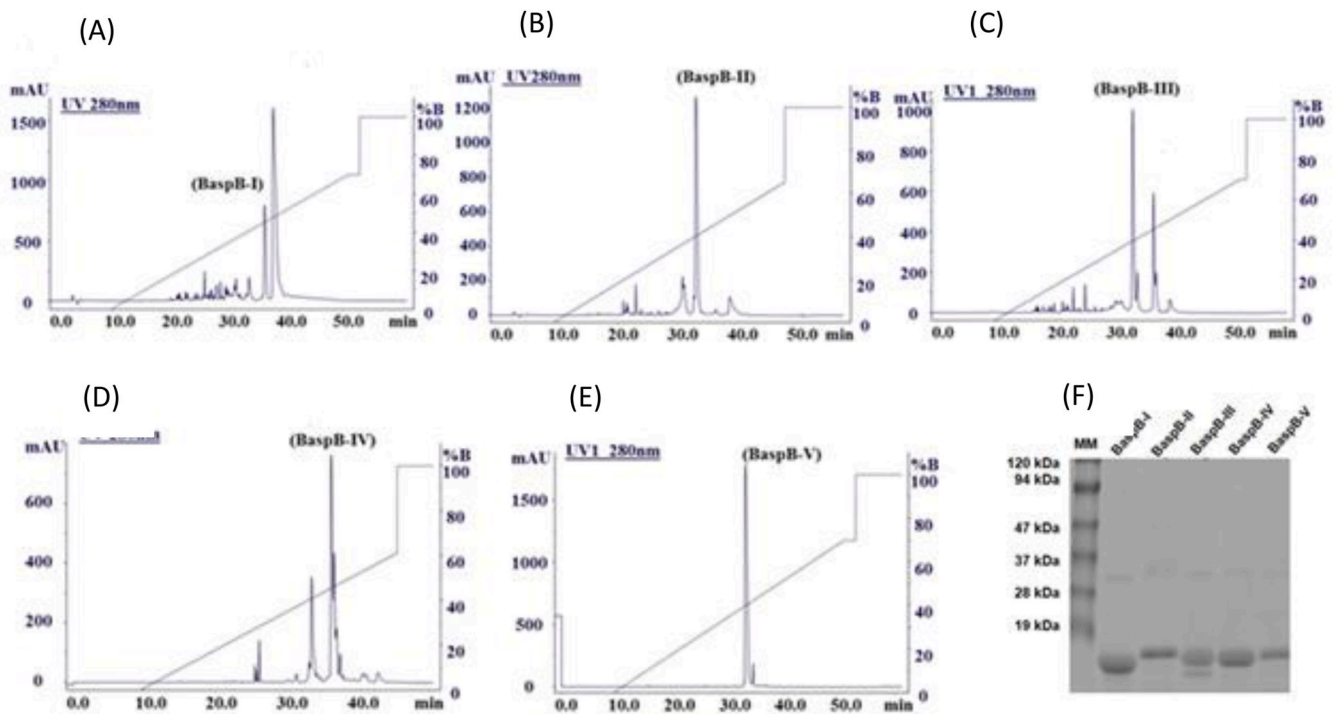 (A)
mAU
UV 280nm
(BaspB-I)
%B
1500
1000
500
0
100
80
60
40
20
0
0.0 10.0 20.0 30.0 40.0 50.0 min
(B)
mAU
UV280nm
(BaspB-II)
%B
1200
1000
800
600
400
200
0
100
80
60
40
20
0
0.0 10.0 20.0 30.0 40.0 50.0 min
(C)
mAU
UV1 280nm
(BaspB-III)
%B
1000
800
600
400
200
0
100
80
60
40
20
0
0.0 10.0 20.0 30.0 40.0 50.0 min
(D)
mAU
(BaspB-IV)
%B
600
400
200
0
100
80
60
40
20
0
0.0 10.0 20.0 30.0 40.0 min
(E)
mAU
UV1 280nm
(BaspB-V)
%B
1500
1000
500
0
100
80
60
40
20
0
0.0 10.0 20.0 30.0 40.0 50.0 min
(F)
MM
BaspB-I
BaspB-II
BaspB-III
BaspB-IV
BaspB-V
120 kDa
94 kDa
47 kDa
37 kDa
28 kDa
19 kDa